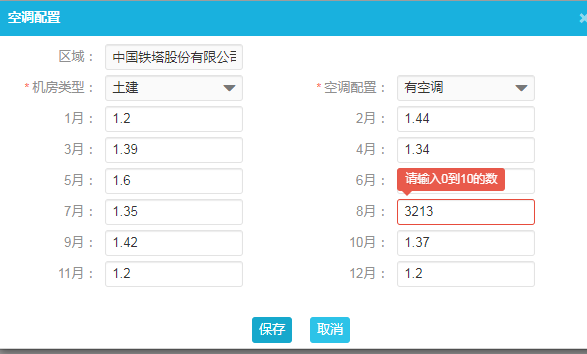 空调配置
区域： 中国铁塔股份有限公司
* 机房类型： 土建 * 空调配置： 有空调
1月： 1.2 2月： 1.44
3月： 1.39 4月： 1.34
请输入0到10的数
5月： 1.6 6月：
7月： 1.35 8月： 3213
9月： 1.42 10月： 1.37
11月： 1.2 12月： 1.2
保存 取消